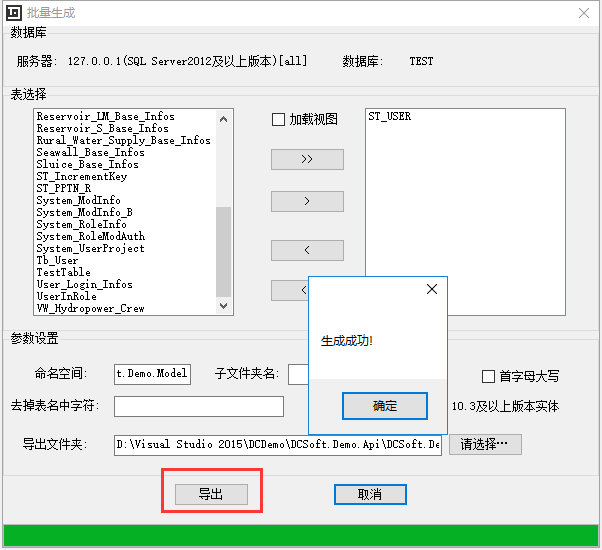 批量生成
数据库
服务器: 127.0.0.1(SQL Server2012及以上版本)[all] 数据库: TEST
表选择
Reservoir_LM_Base_Infos
Reservoir_S_Base_Infos
Rural_Water_Supply_Base_Infos
Seawall_Base_Infos
Sluice_Base_Infos
ST_IncrementKey
ST_PPTN_R
System_ModInfo
System_ModInfo_B
System_RoleInfo
System_RoleModAuth
System_UserProject
Tb_User
TestTable
User_Login_Infos
UserInRole
VW_Hydropower_Crew
加载视图
>>
>
<
<
ST_USER
生成成功!
确定
参数设置
命名空间: t.Demo.Model 子文件夹名: 首字母大写
去掉表名中字符: 10.3及以上版本实体
导出文件夹: D:\Visual Studio 2015\DCDemo\DCSoft.Demo.Api\DCSoft.De 请选择…
导出 取消